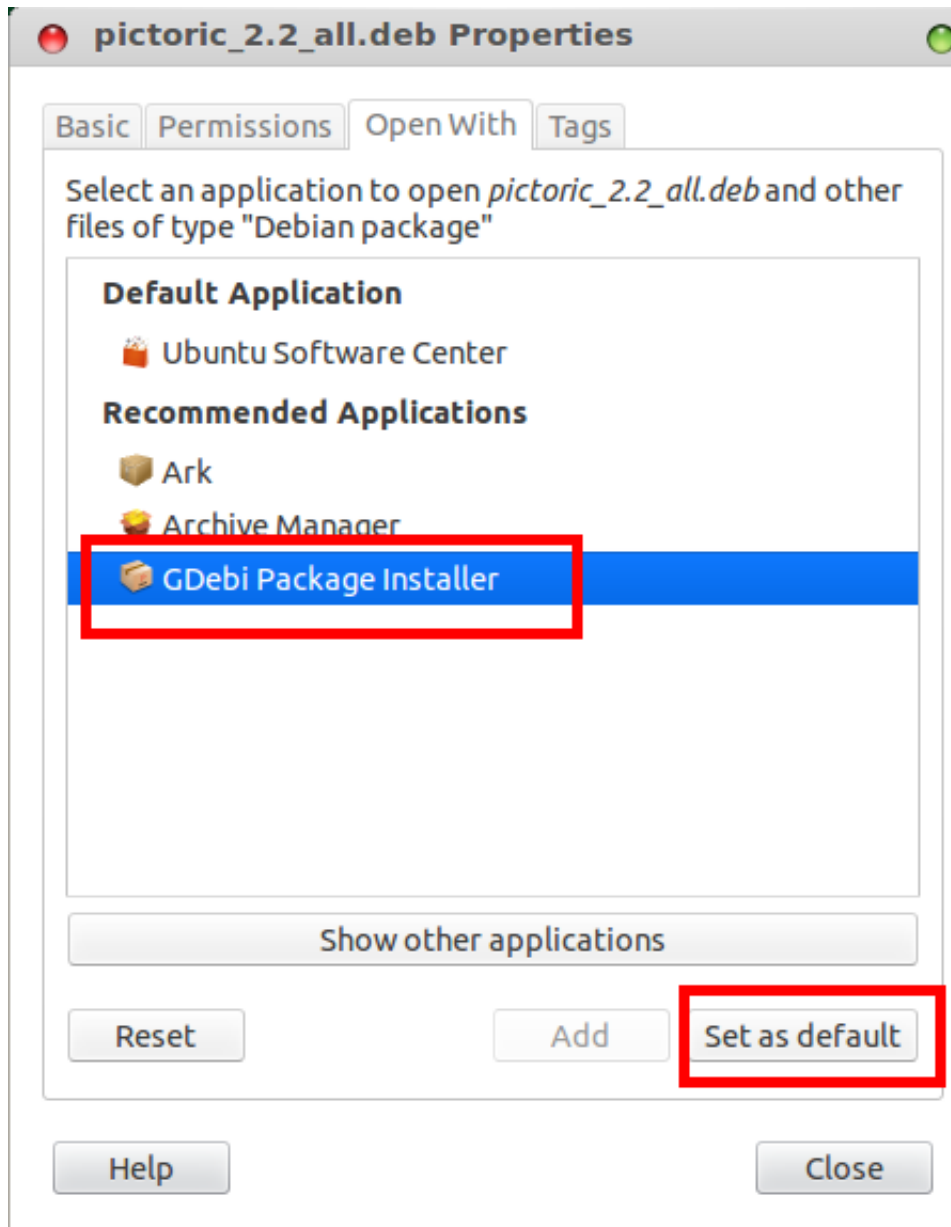 pictoric_2.2_all.deb Properties
Basic Permissions Open With Tags
Select an application to open pictoric_2.2_all.deb and other
files of type "Debian package"
Default Application
Ubuntu Software Center
Recommended Applications
Ark
Archive Manager
GDebi Package Installer
Show other applications
Reset Add Set as default
Help Close